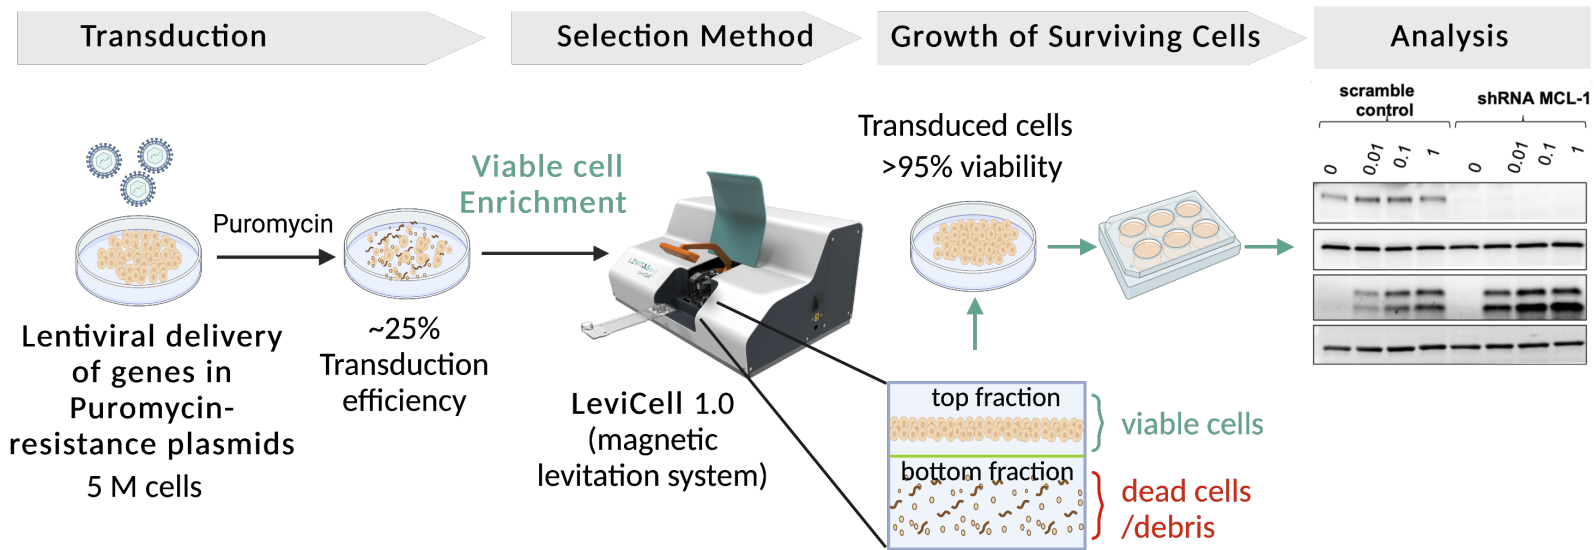 Transduction
Selection Method
Growth of Surviving Cells
Analysis
Puromycin
Lentiviral delivery
of genes in
Puromycin-
resistance plasmids
5 M cells
~25%
Transduction
efficiency
Viable cell
Enrichment
LeviCell 1.0
(magnetic
levitation system)
Transduced cells
>95% viability
top fraction
bottom fraction
viable cells
dead cells
/debris
scramble
control
shRNA MCL-1
0 0.01 0.1 1 0 0.01 0.1 1